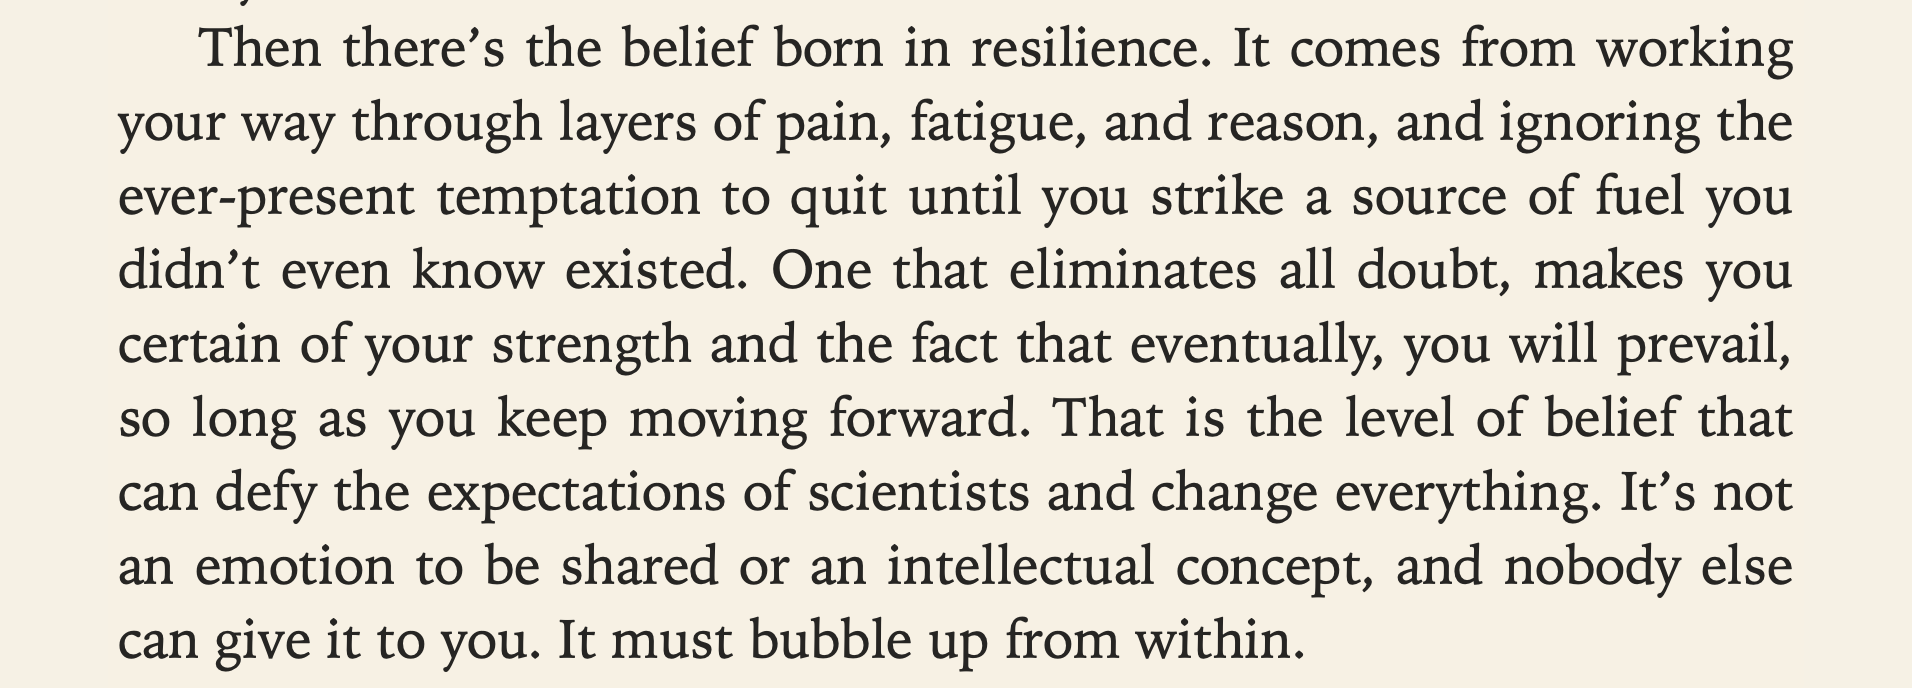 Then there’s the belief born in resilience. It comes from working
your way through layers of pain, fatigue, and reason, and ignoring the
ever-present temptation to quit until you strike a source of fuel you
didn’t even know existed. One that eliminates all doubt, makes you
certain of your strength and the fact that eventually, you will prevail,
so long as you keep moving forward. That is the level of belief that
can defy the expectations of scientists and change everything. It’s not
an emotion to be shared or an intellectual concept, and nobody else
can give it to you. It must bubble up from within.